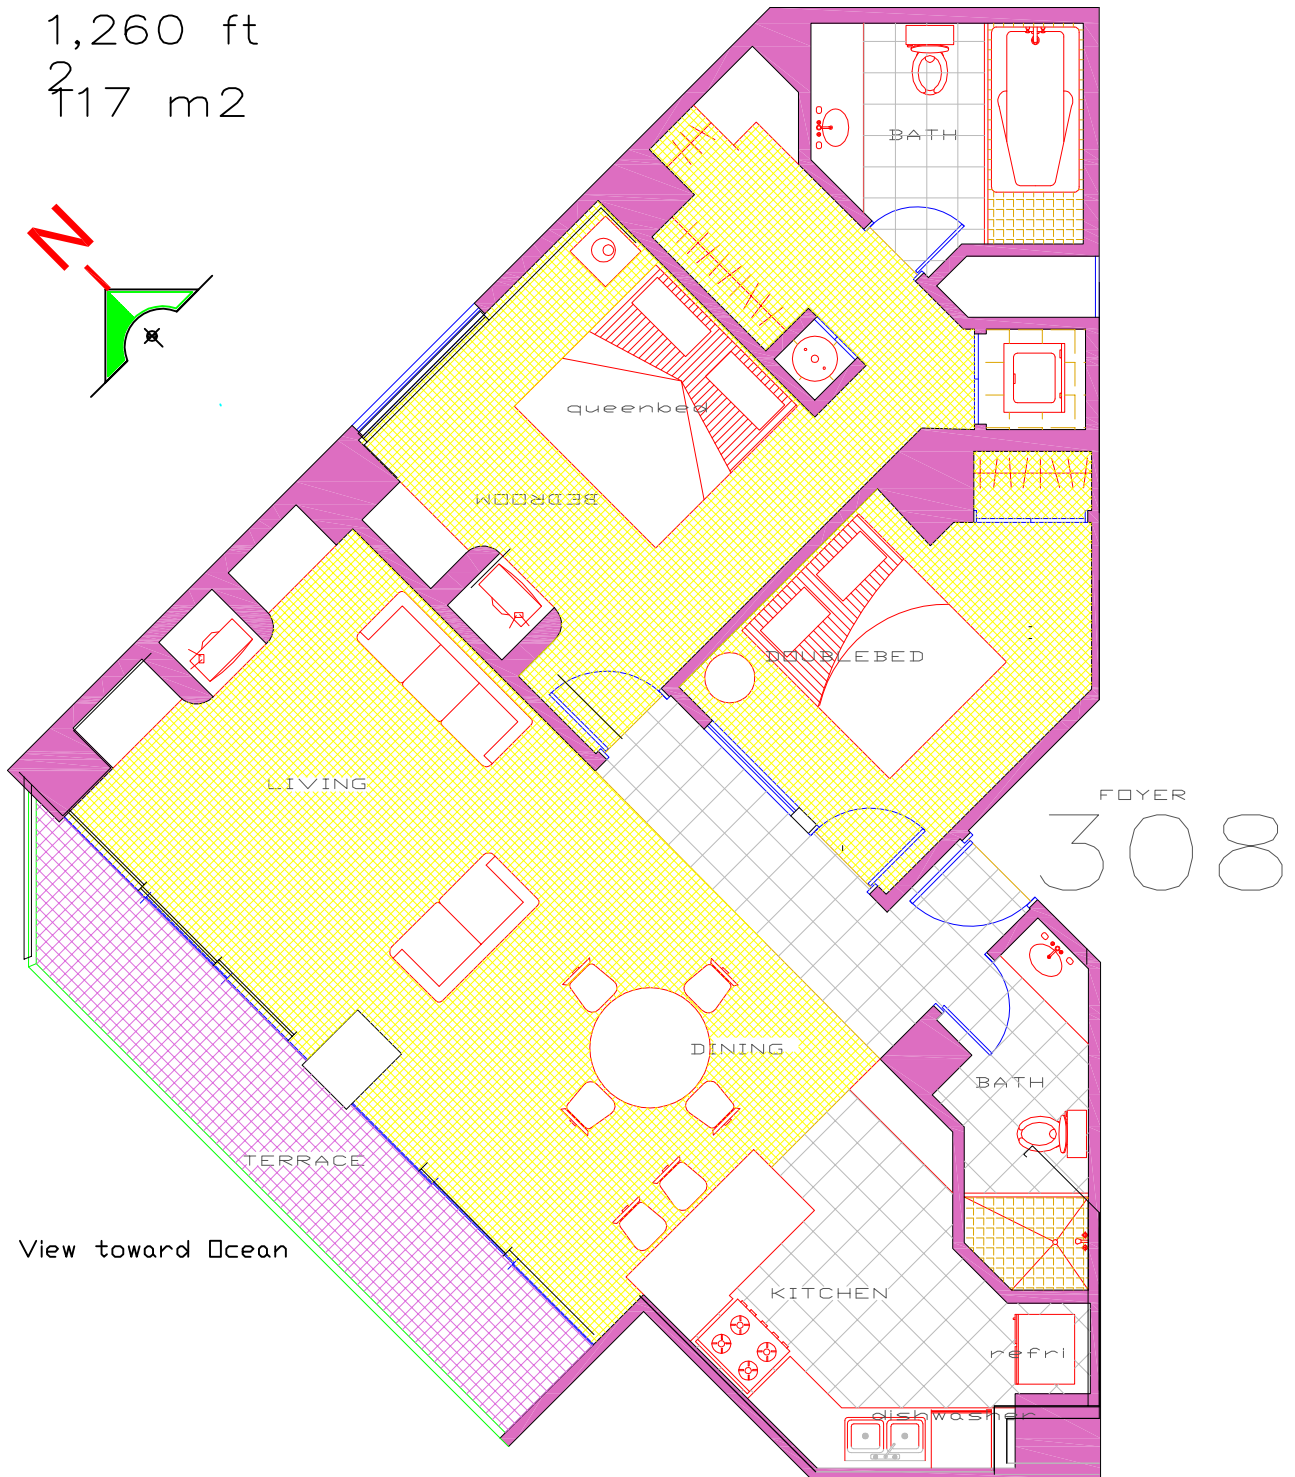 1,260 ft
2
117 m2
N
BATH
queenbed
BEDROOM
DOUBLEBED
LIVING
FOYER
308
DINING
BATH
TERRACE
View toward Ocean
KITCHEN
refri
dishwasher